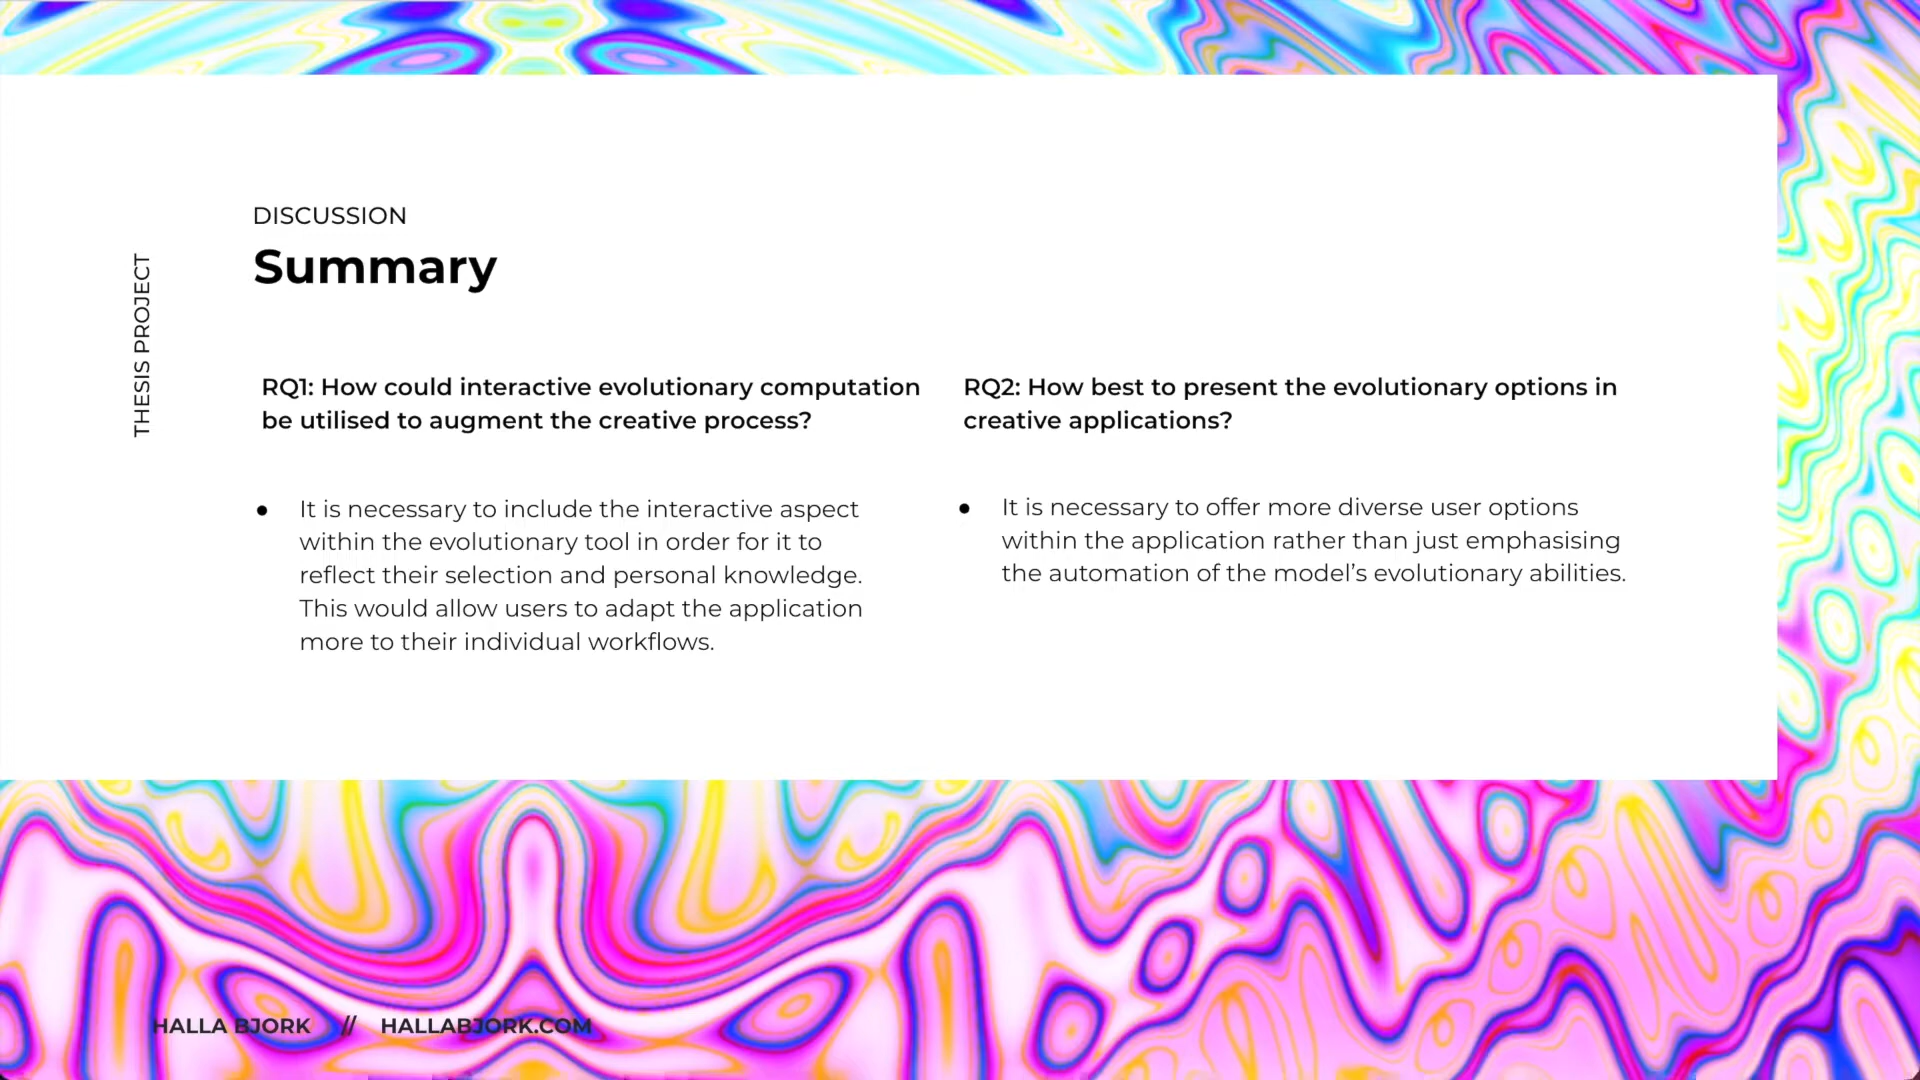 DISCUSSION
Summary
THESIS PROJECT
RQ1: How could interactive evolutionary computation
be utilised to augment the creative process?
● It is necessary to include the interactive aspect
within the evolutionary tool in order for it to
reflect their selection and personal knowledge.
This would allow users to adapt the application
more to their individual workflows.
RQ2: How best to present the evolutionary options in
creative applications?
● It is necessary to offer more diverse user options
within the application rather than just emphasising
the automation of the model’s evolutionary abilities.
HALLA BJORK // HALLABJORK.COM